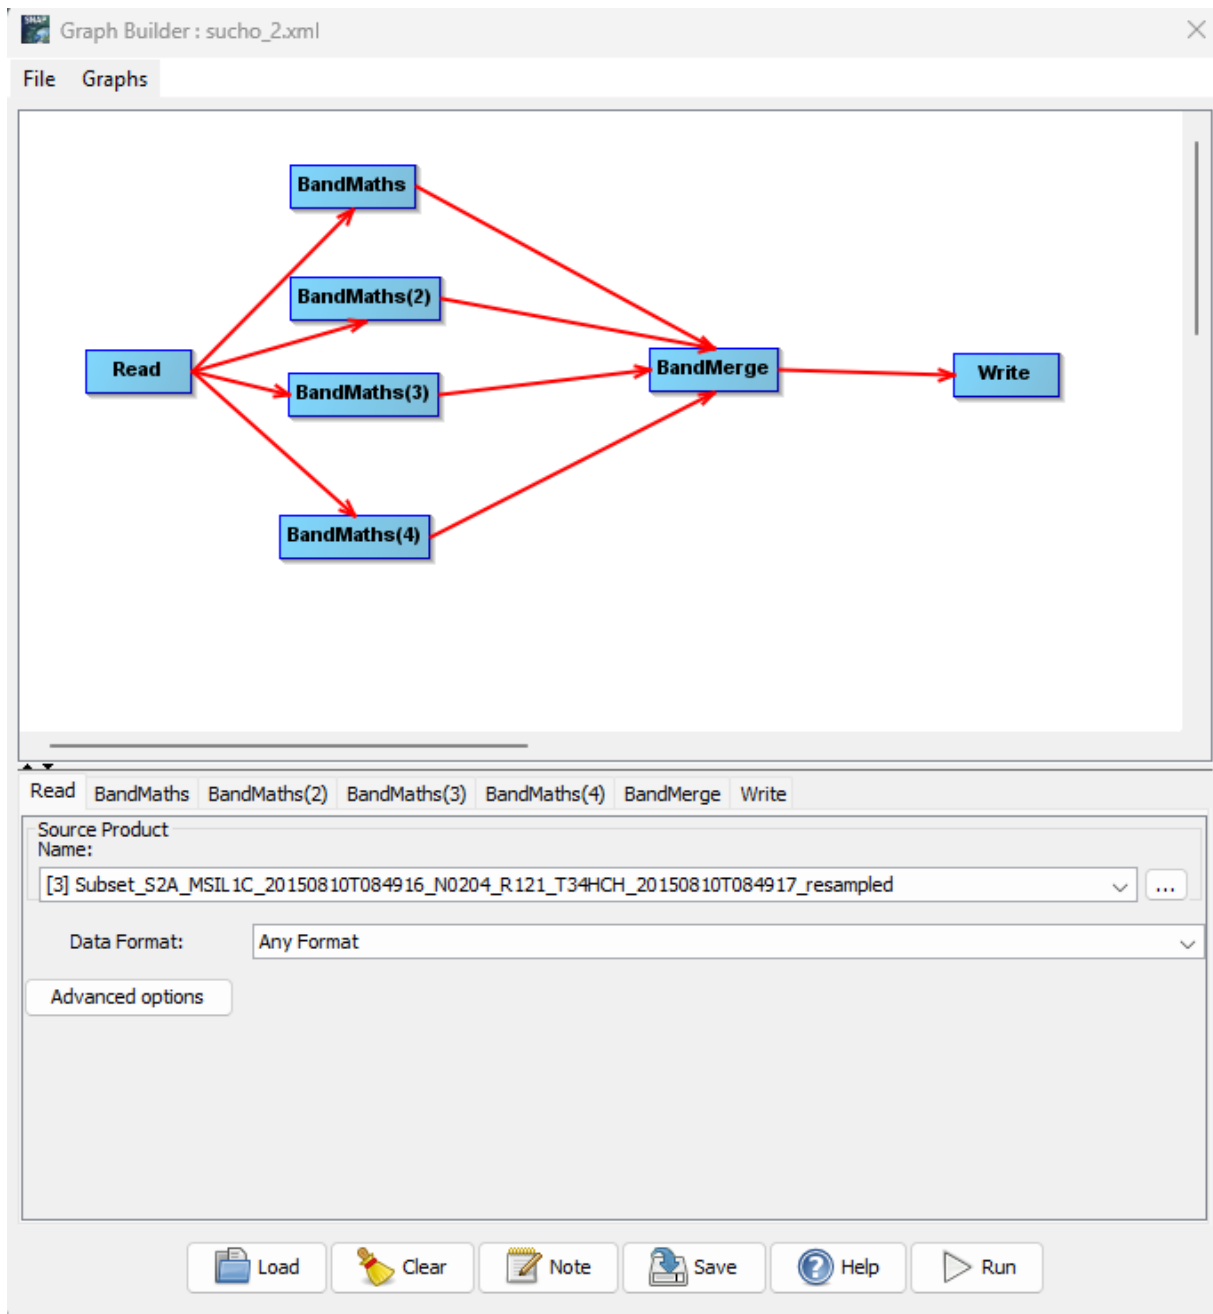 SNAP
Graph Builder : sucho_2.xml
File Graphs
BandMaths
BandMaths(2)
Read
BandMaths(3)
BandMerge
Write
BandMaths(4)
Read BandMaths BandMaths(2) BandMaths(3) BandMaths(4) BandMerge Write
Source Product
Name:
[3] Subset_S2A_MSIL1C_20150810T084916_N0204_R121_T34HCH_20150810T084917_resampled
...
Data Format: Any Format
Advanced options
Load Clear Note Save Help Run